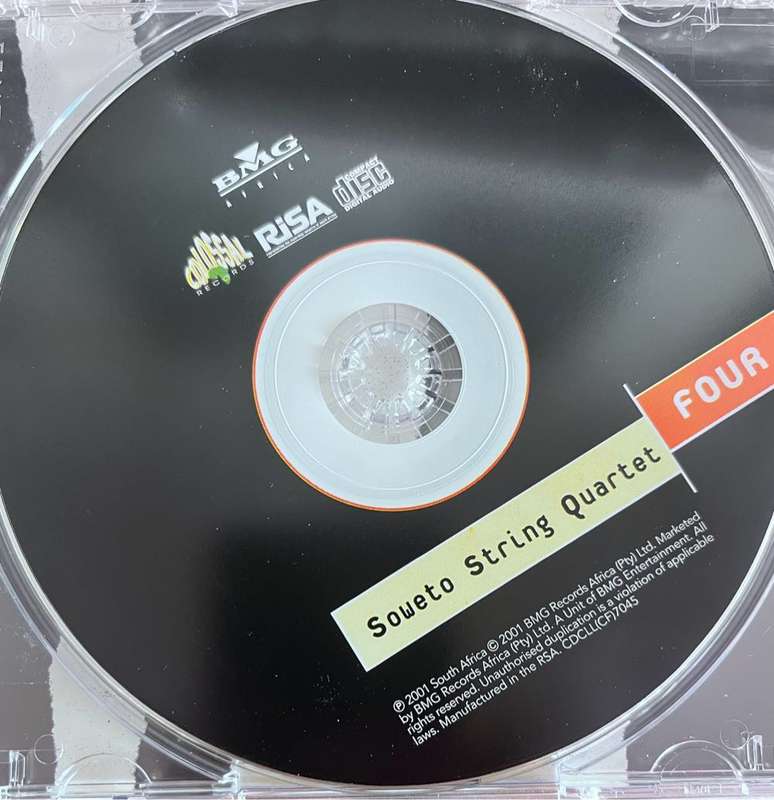 BMG
AFRICA
COLOSSAL
RECORDS
RiSA
COMPACT
disc
DIGITAL AUDIO
FOUR
Soweto String Quartet
℗ 2001 South Africa © 2001 BMG Records Africa (Pty) Ltd. Marketed
by BMG Records Africa (Pty) Ltd. A Unit of BMG Entertainment. All
rights reserved. Unauthorised duplication is a violation of applicable
laws. Manufactured in the RSA. CDCLL(CF)7045